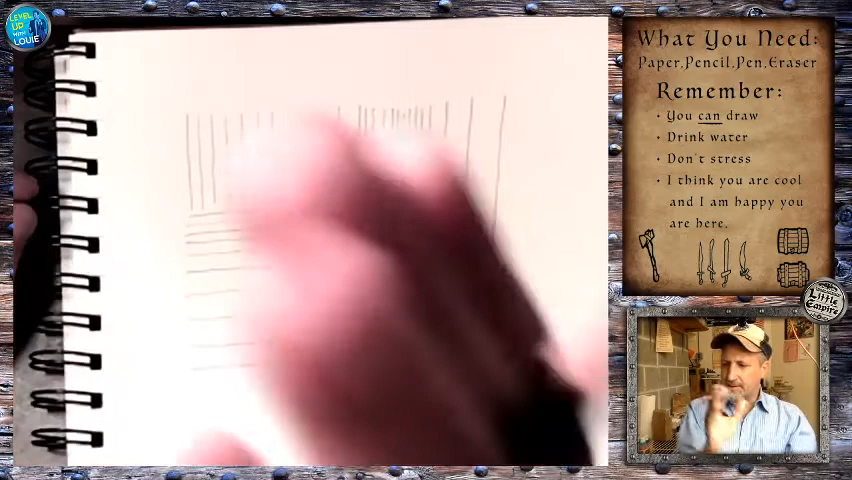 LEVEL
UP
WITH
LOUIE
What You Need:
Paper,Pencil,Pen,Eraser
Remember:
• You can draw
• Drink water
• Don't stress
• I think you are cool
and I am happy you
are here.
Little
Empire